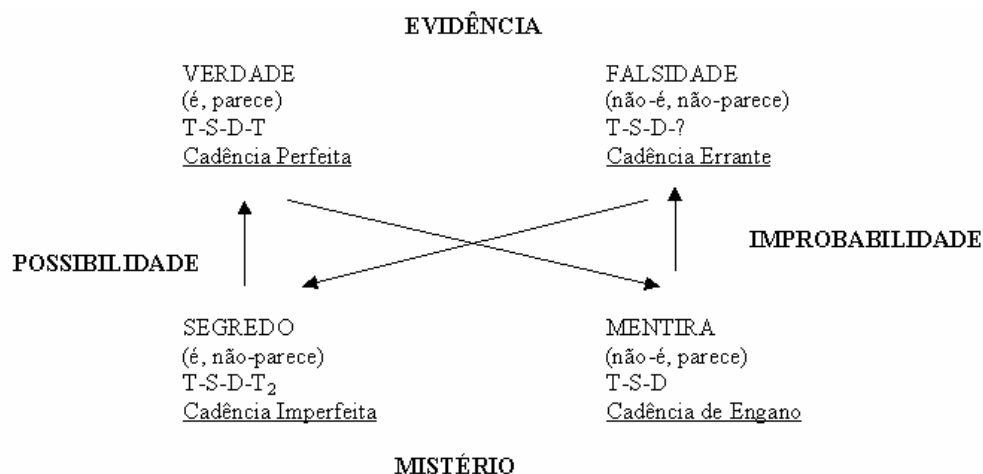 EVIDÊNCIA
VERDADE
(é, parece)
T-S-D-T
Cadência Perfeita
FALSIDADE
(não-é, não-parece)
T-S-D-?
Cadência Errante
POSSIBILIDADE
IMPROBABILIDADE
SEGREDO
(é, não-parece)
T-S-D-T₂
Cadência Imperfeita
MENTIRA
(não-é, parece)
T-S-D
Cadência de Engano
MISTÉRIO